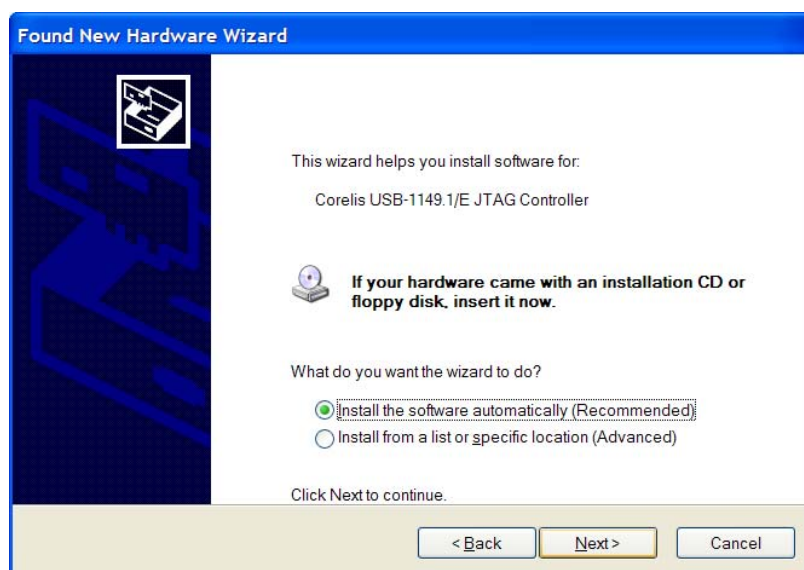 Found New Hardware Wizard
This wizard helps you install software for:
Corelis USB-1149.1/E JTAG Controller
If your hardware came with an installation CD or
floppy disk, insert it now.
What do you want the wizard to do?
Install the software automatically (Recommended)
Install from a list or specific location (Advanced)
Click Next to continue.
< Back Next > Cancel